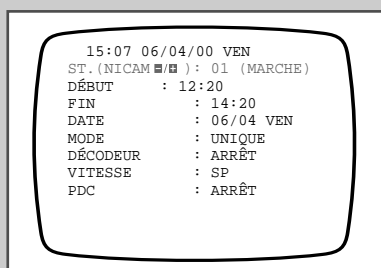 15:07 06/04/00 VEN
ST.(NICAM -/+ ): 01 (MARCHE)
DÉBUT : 12:20
FIN : 14:20
DATE : 06/04 VEN
MODE : UNIQUE
DÉCODEUR : ARRÊT
VITESSE : SP
PDC : ARRÊT